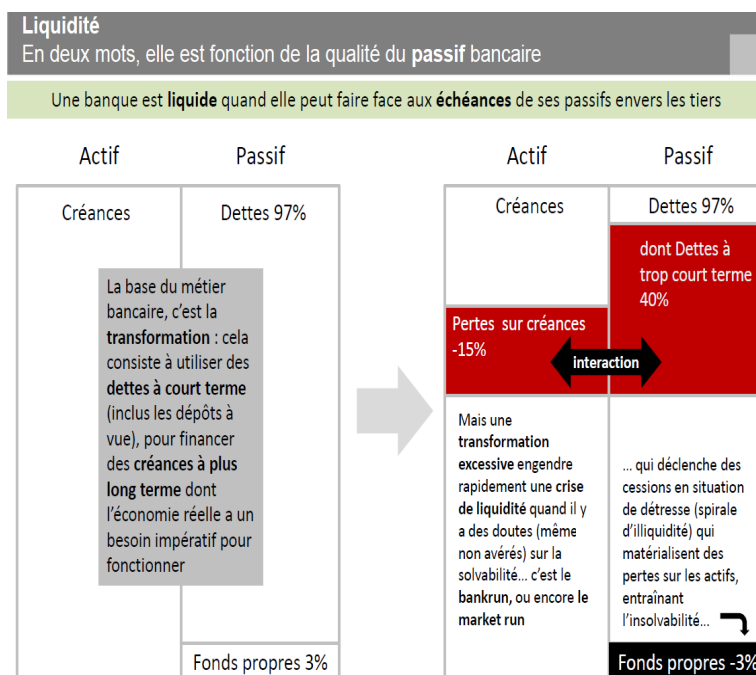 Liquidité
En deux mots, elle est fonction de la qualité du passif bancaire
Une banque est liquide quand elle peut faire face aux échéances de ses passifs envers les tiers
Actif
Passif
Créances
Dettes 97%
La base du métier
bancaire, c’est la
transformation : cela
consiste à utiliser des
dettes à court terme
(inclus les dépôts à
vue), pour financer
des créances à plus
long terme dont
l’économie réelle a un
besoin impératif pour
fonctionner
Fonds propres 3%
Actif
Passif
Créances
Dettes 97%
dont Dettes à
trop court terme
40%
Pertes sur créances
-15%
interaction
Mais une
transformation
excessive engendre
rapidement une crise
de liquidité quand il y
a des doutes (même
non avérés) sur la
solvabilité... c’est le
bankrun, ou encore le
market run
... qui déclenche des
cessions en situation
de détresse (spirale
d’illiquidité) qui
matérialisent des
pertes sur les actifs,
entraînant
l’insolvabilité...
Fonds propres -3%